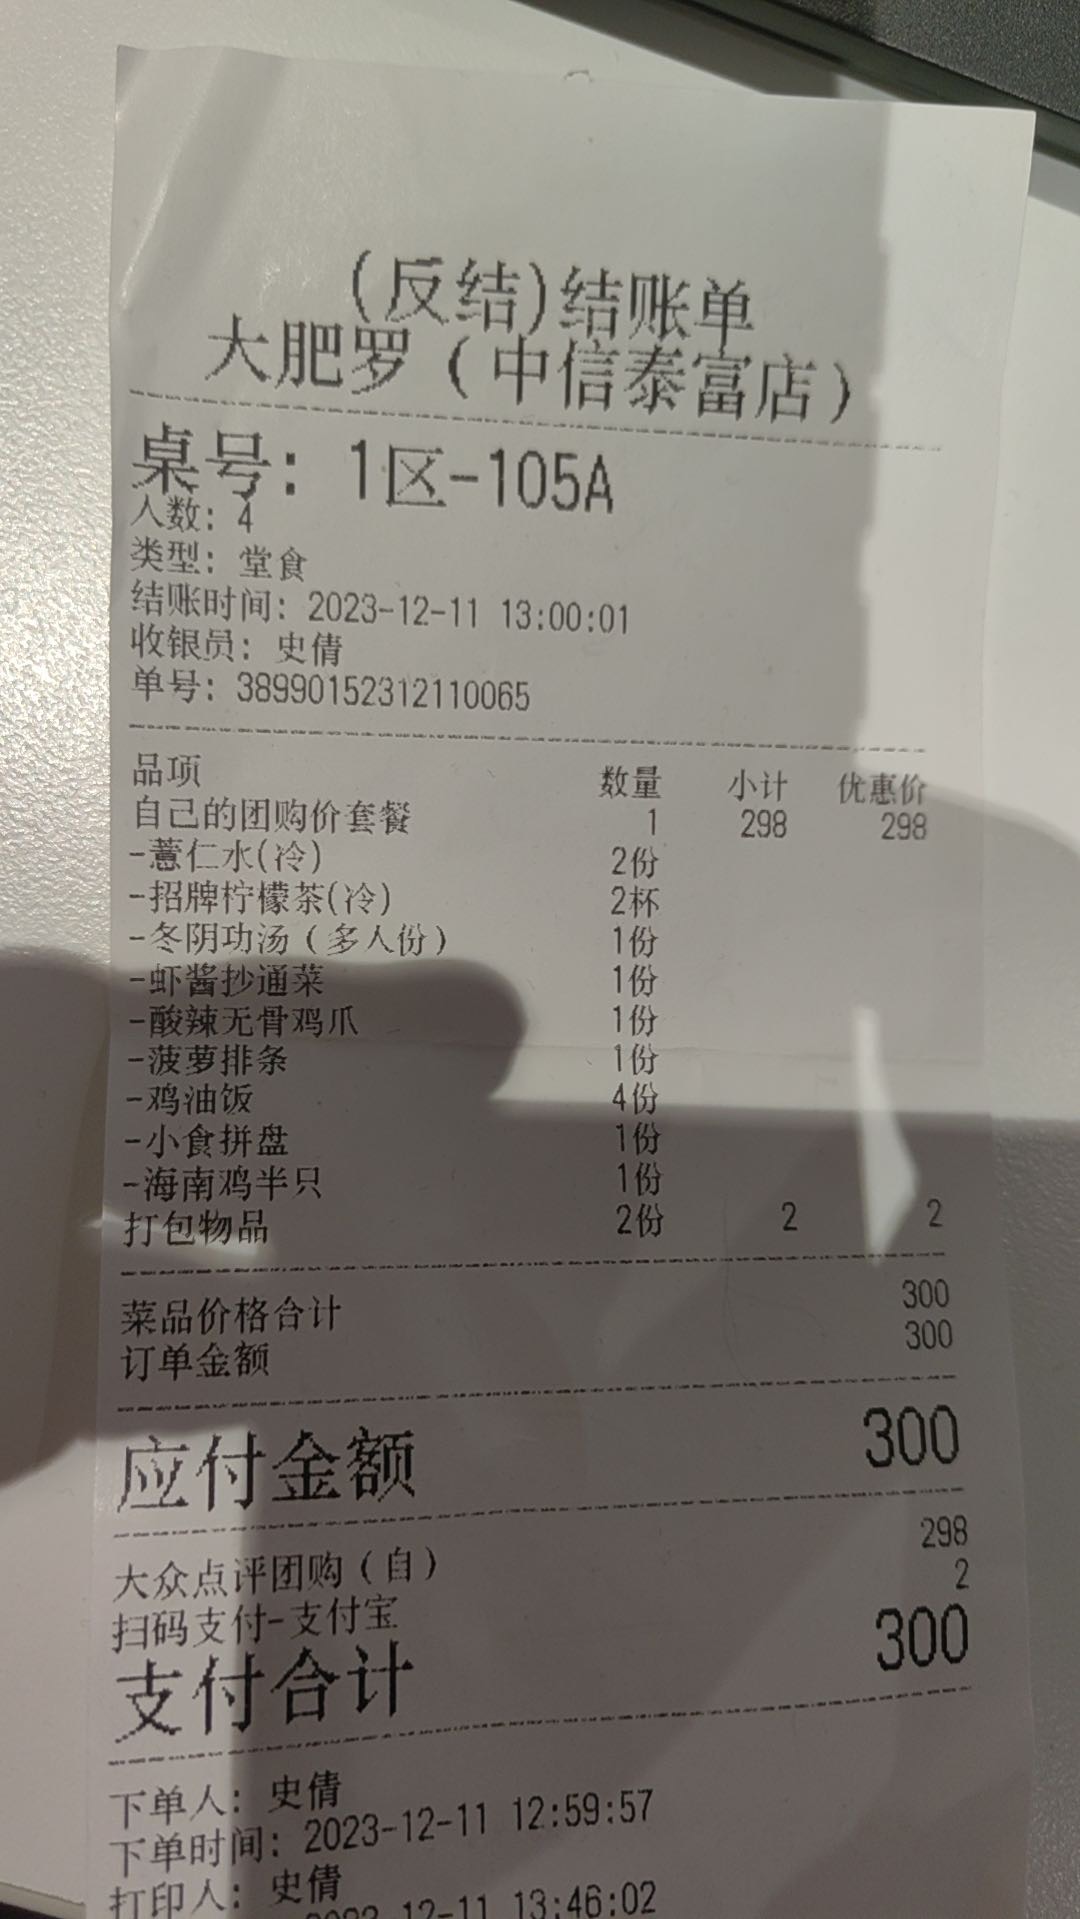 (反结)结账单
大肥罗（中信泰富店）
桌号: 1区-105A
人数: 4
类型: 堂食
结账时间: 2023-12-11 13:00:01
收银员: 史倩
单号: 38990152312110065
品项 数量 小计 优惠价
自己的团购价套餐 1 298 298
-薏仁水(冷) 2份
-招牌柠檬茶(冷) 2杯
-冬阴功汤（多人份） 1份
-虾酱抄通菜 1份
-酸辣无骨鸡爪 1份
-菠萝排条 1份
-鸡油饭 4份
-小食拼盘 1份
-海南鸡半只 1份
打包物品 2份 2 2
菜品价格合计 300
订单金额 300
应付金额 300
大众点评团购（自） 298
扫码支付-支付宝 2
支付合计 300
下单人: 史倩
下单时间: 2023-12-11 12:59:57
打印人: 史倩
12-11 13:46:02